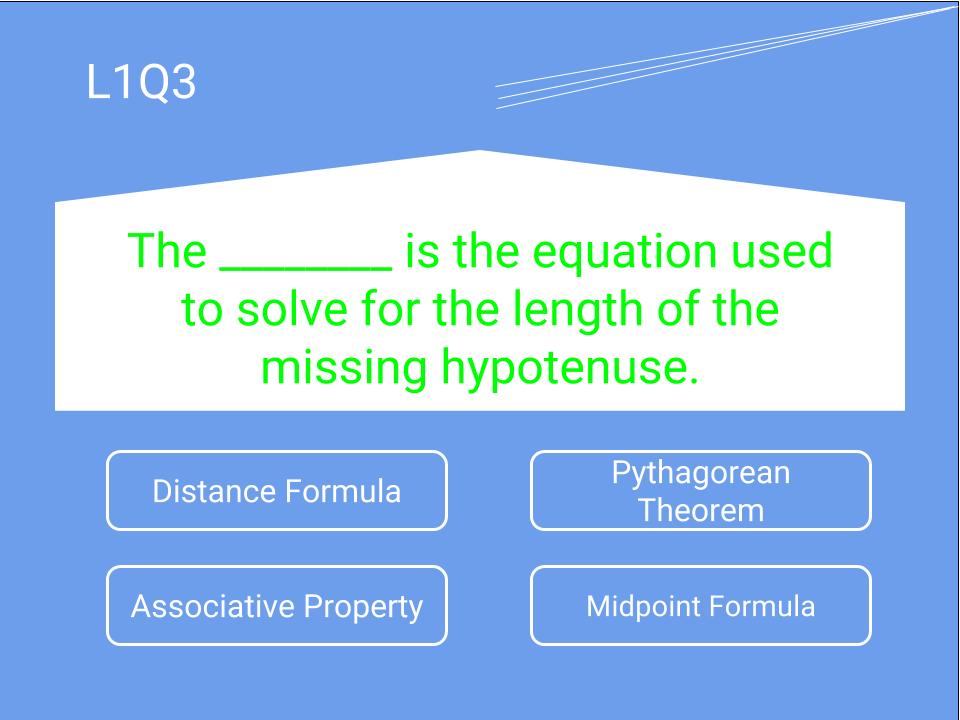 L1Q3
The ________ is the equation used
to solve for the length of the
missing hypotenuse.
Distance Formula
Pythagorean
Theorem
Associative Property
Midpoint Formula